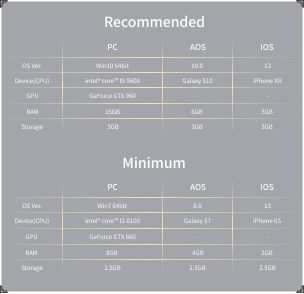 Recommended
PC AOS IOS
OS Ver. Win10 64bit 10.0 13
Device(CPU) intel® core™ i5-9600 Galaxy S10 iPhone XR
GPU GeForce GTX 960 - -
RAM 16GB 6GB 3GB
Storage 3GB 3GB 3GB
Minimum
PC AOS IOS
OS Ver. Win7 64bit 8.0 13
Device(CPU) intel® core™ i3-8100 Galaxy S7 iPhone 6S
GPU GeForce GTX 660 - -
RAM 8GB 4GB 2GB
Storage 2.5GB 2.5GB 2.5GB